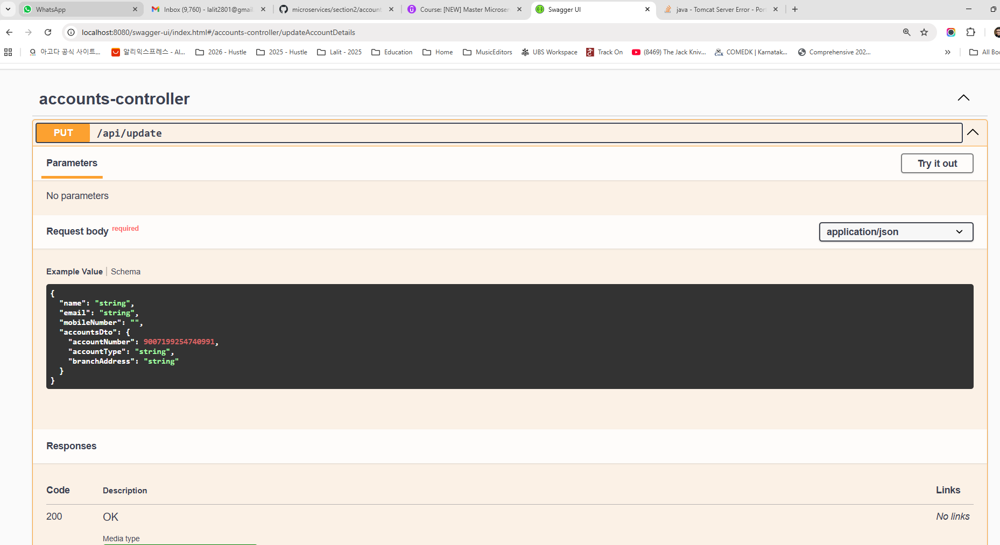 WhatsApp
Inbox (9,760) - lalit2801@gmai
microservices/section2/account
Course: [NEW] Master Microser
Swagger UI
java - Tomcat Server Error - Por
localhost:8080/swagger-ui/index.html#/accounts-controller/updateAccountDetails
아고다 공식 사이트...
알리익스프레스 - Al...
2026 - Hustle
2025 - Hustle
Lalit - 2025
Education
Home
MusicEditors
UBS Workspace
Track On
(8469) The Jack Kniv...
COMEDK | Karnatak...
Comprehensive 202...
All Boo
accounts-controller
PUT /api/update
Parameters
Try it out
No parameters
Request body required
application/json
Example Value | Schema
{
"name": "string",
"email": "string",
"mobileNumber": "",
"accountsDto": {
"accountNumber": 9007199254740991,
"accountType": "string",
"branchAddress": "string"
}
}
Responses
Code Description Links
200 OK No links
Media type